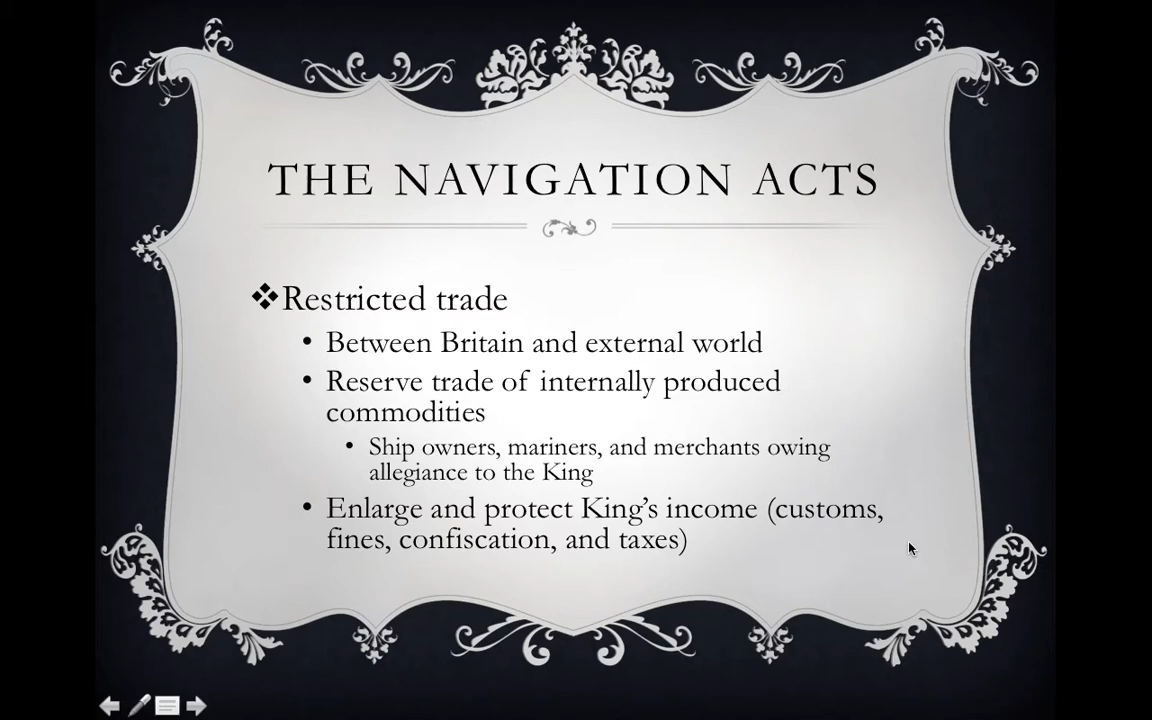 THE NAVIGATION ACTS
❖Restricted trade
• Between Britain and external world
• Reserve trade of internally produced
commodities
• Ship owners, mariners, and merchants owing
allegiance to the King
• Enlarge and protect King’s income (customs,
fines, confiscation, and taxes)